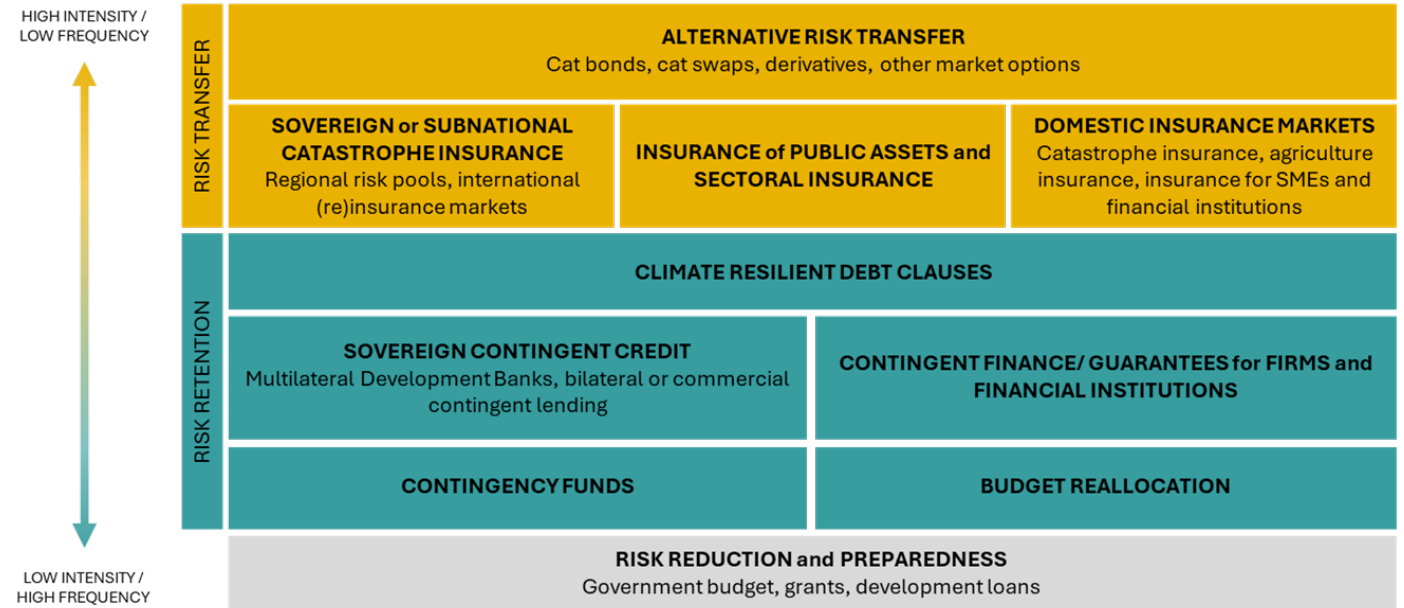 HIGH INTENSITY /
LOW FREQUENCY
RISK TRANSFER
ALTERNATIVE RISK TRANSFER
Cat bonds, cat swaps, derivatives, other market options
SOVEREIGN or SUBNATIONAL
CATASTROPHE INSURANCE
Regional risk pools, international
(re)insurance markets
INSURANCE of PUBLIC ASSETS and
SECTORAL INSURANCE
DOMESTIC INSURANCE MARKETS
Catastrophe insurance, agriculture
insurance, insurance for SMEs and
financial institutions
RISK RETENTION
CLIMATE RESILIENT DEBT CLAUSES
SOVEREIGN CONTINGENT CREDIT
Multilateral Development Banks, bilateral or commercial
contingent lending
CONTINGENT FINANCE/ GUARANTEES for FIRMS and
FINANCIAL INSTITUTIONS
CONTINGENCY FUNDS
BUDGET REALLOCATION
RISK REDUCTION and PREPAREDNESS
Government budget, grants, development loans
LOW INTENSITY /
HIGH FREQUENCY